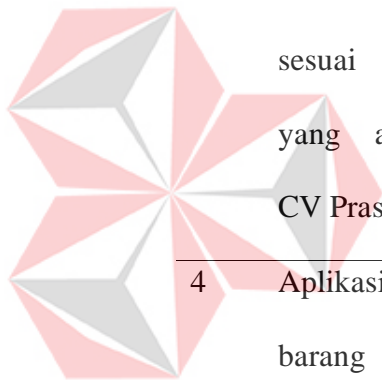 sesuai
yang a
CV Pras
4 Aplikasi
barang